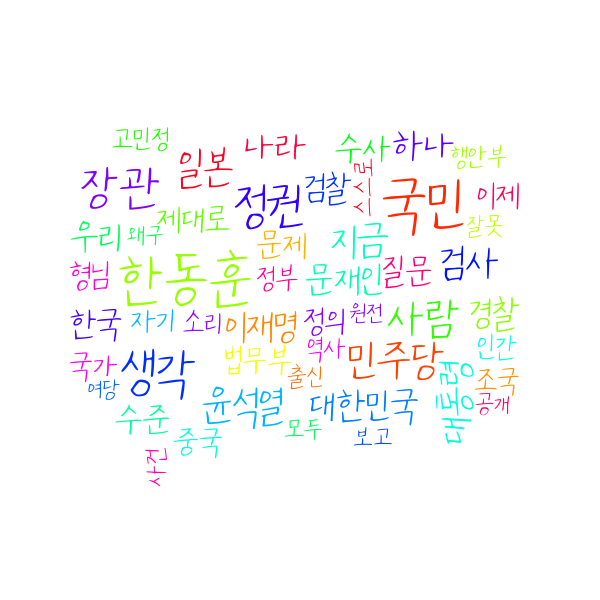 고민정
수사
하나
나라
일본
행안부
장관
검찰
스시로
정권
국민
이제
제대로
잘못
우리
왜구
지금
문제
검사
형님
한동훈
정부
문재인
질문
한국
자기
소리
이재명
정의
원전
사람
경찰
역사
인간
국가
생각
법무부
출신
민주당
대통령
조국
여당
윤석열
대한민국
공개
수준
중국
모두
보고
사건